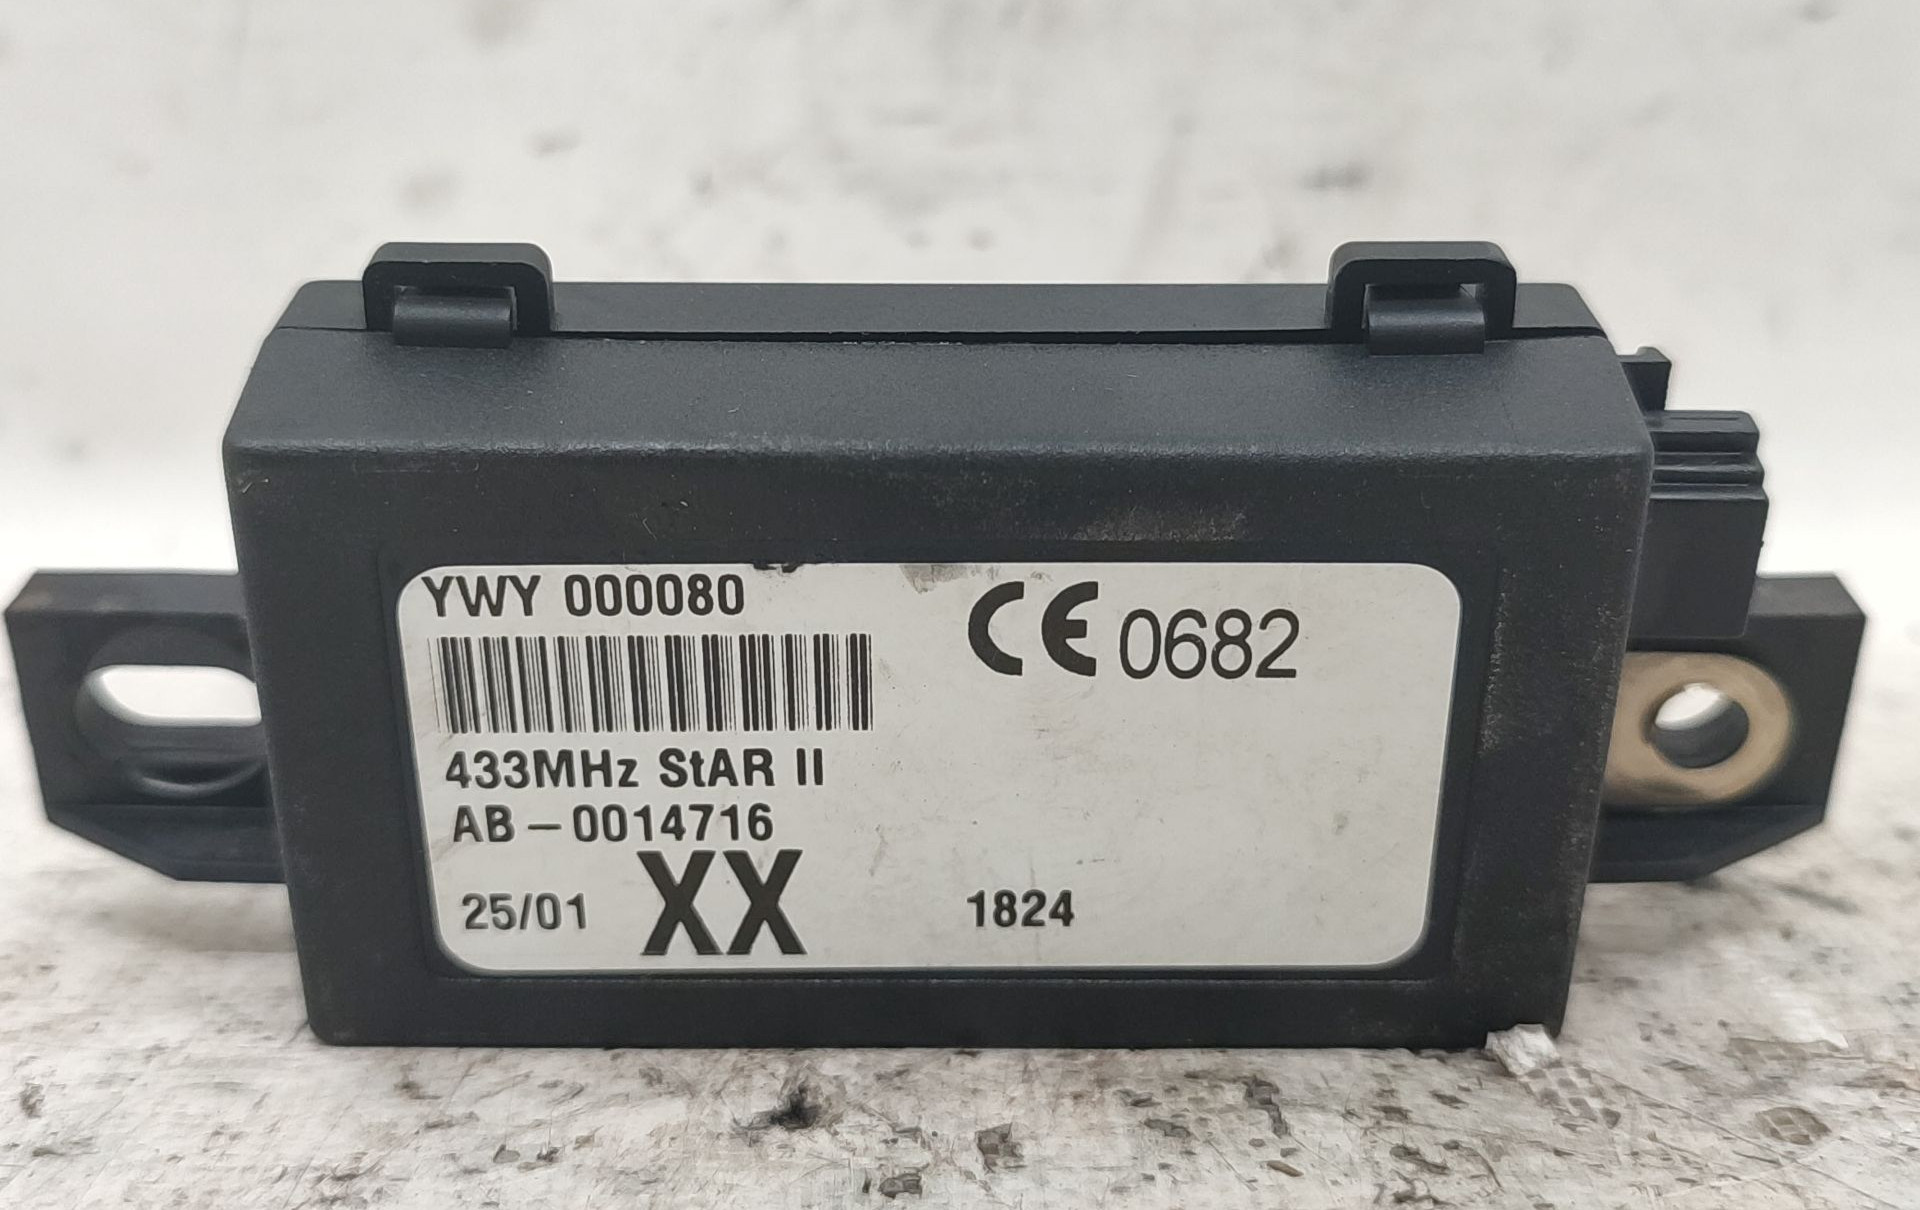 YWY 000080
CE 0682
433MHz StAR II
AB-0014716
25/01 XX 1824